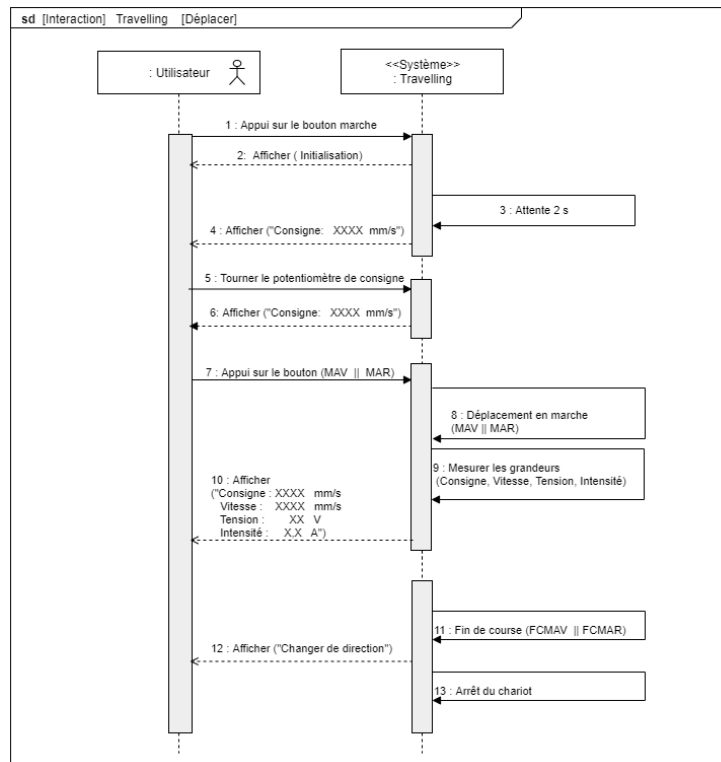 sd [Interaction] Travelling [Déplacer]
: Utilisateur
<<Système>>
: Travelling
1 : Appui sur le bouton marche
2: Afficher ( Initialisation)
3 : Attente 2 s
4 : Afficher ("Consigne: XXXX mm/s")
5 : Tourner le potentiomètre de consigne
6: Afficher ("Consigne: XXXX mm/s")
7 : Appui sur le bouton (MAV || MAR)
8 : Déplacement en marche
(MAV || MAR)
9 : Mesurer les grandeurs
(Consigne, Vitesse, Tension, Intensité)
10 : Afficher
("Consigne : XXXX mm/s
Vitesse : XXXX mm/s
Tension : XX V
Intensité : X,X A")
11 : Fin de course (FCMAV || FCMAR)
12 : Afficher ("Changer de direction")
13 : Arrêt du chariot